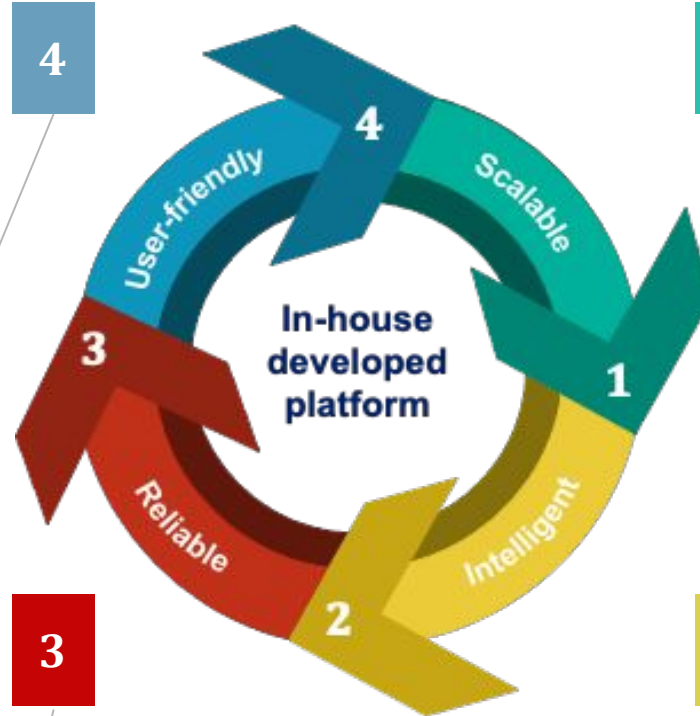 4
4
Scalable
User-friendly
In-house
developed
platform
3
1
Intelligent
Reliable
2
3